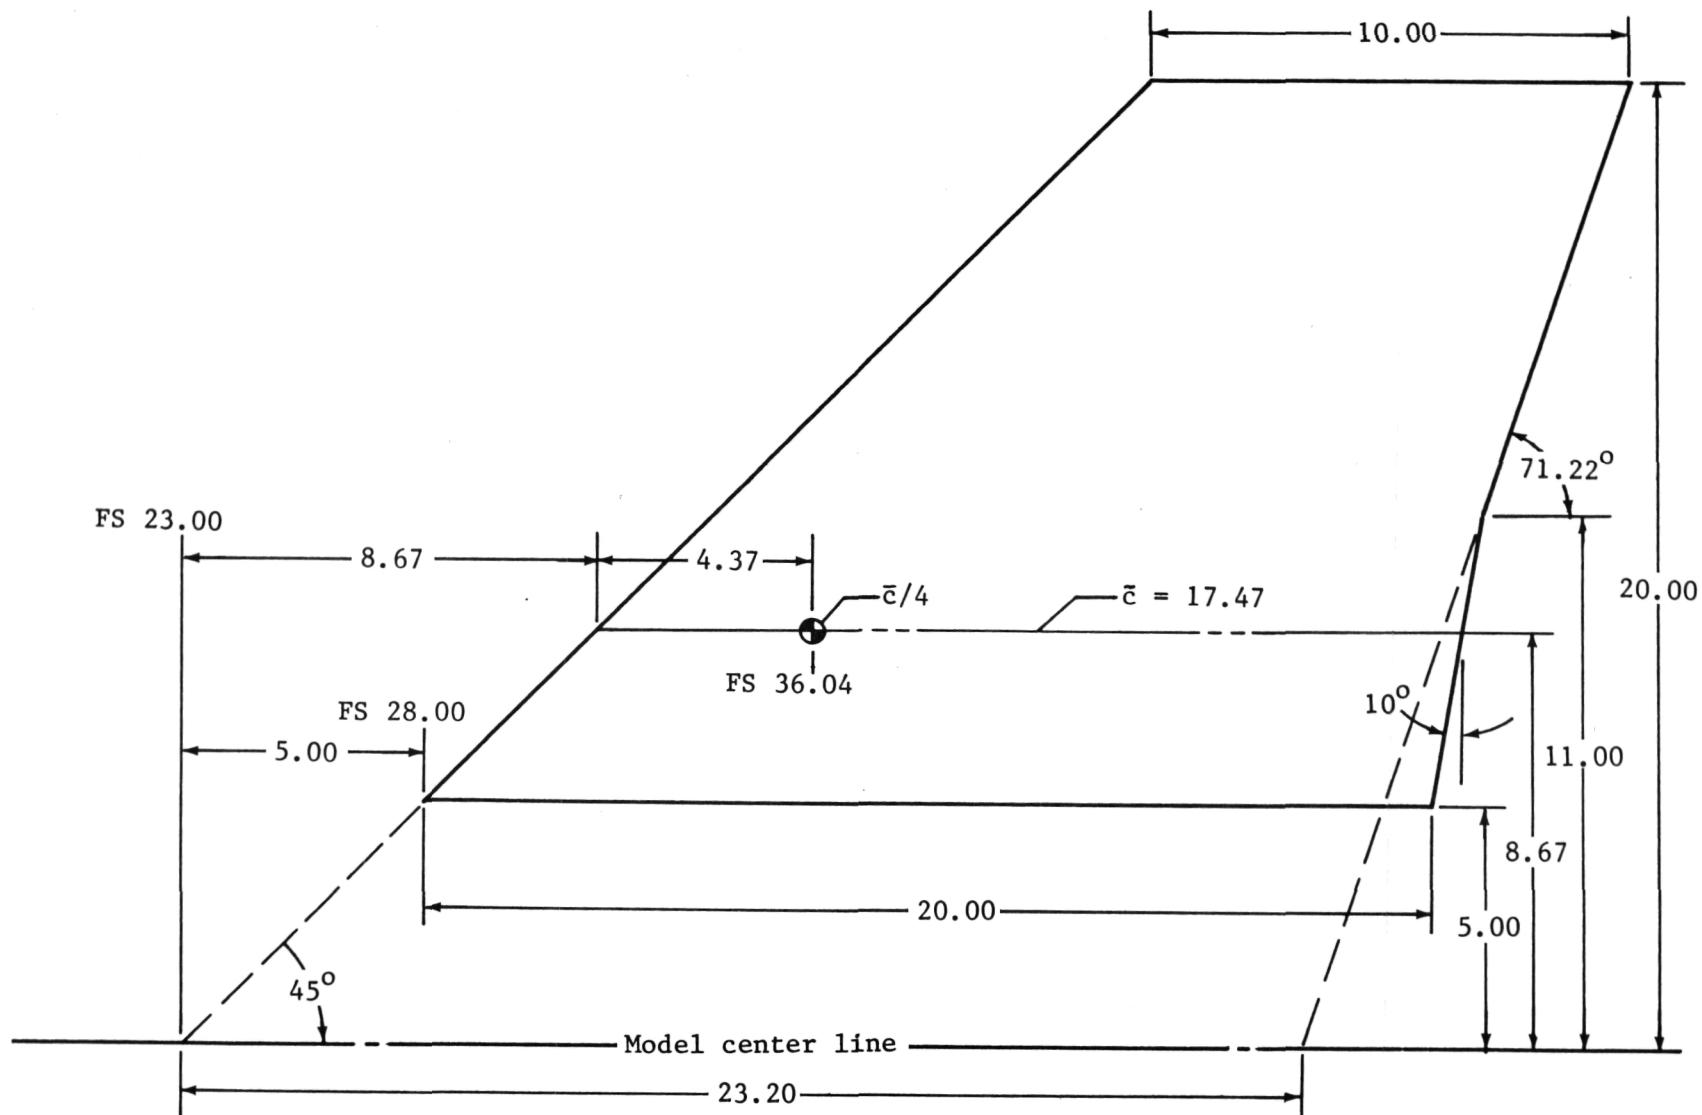 10.00
71.22°
FS 23.00
8.67
4.37
c̄/4
c̄ = 17.47
20.00
FS 36.04
10°
FS 28.00
5.00
11.00
8.67
20.00
5.00
45°
Model center line
23.20